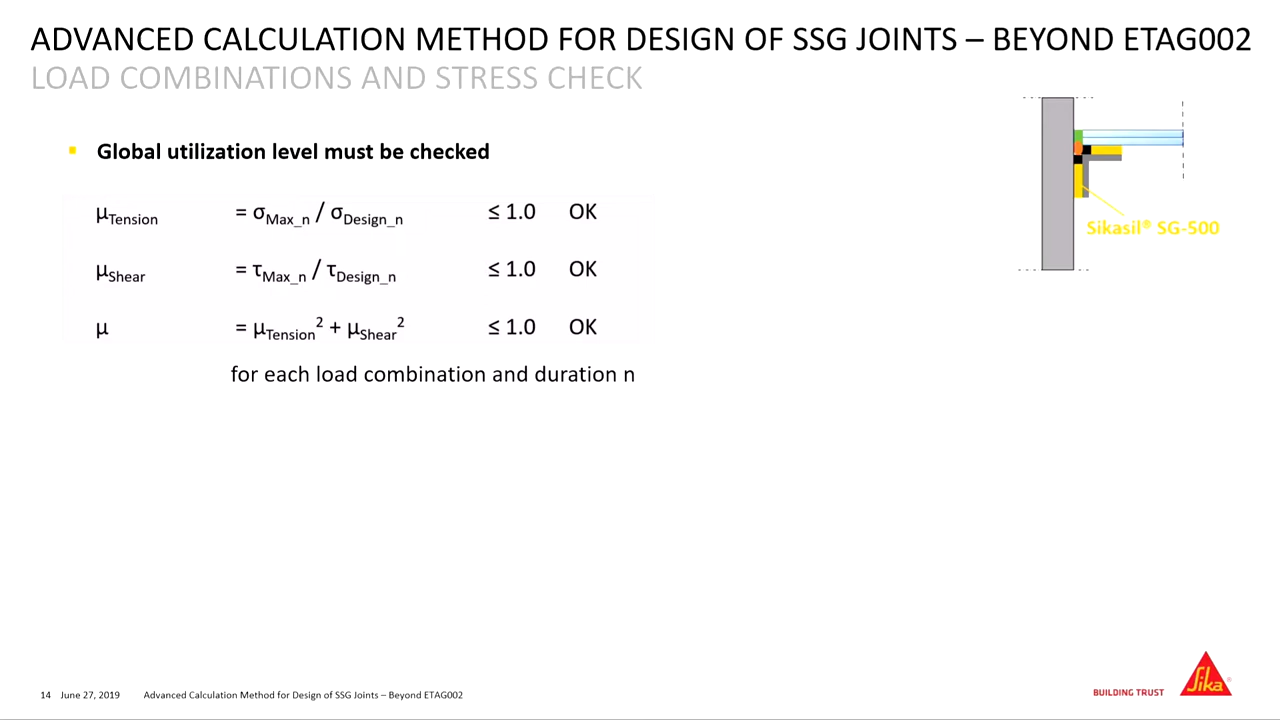 ADVANCED CALCULATION METHOD FOR DESIGN OF SSG JOINTS – BEYOND ETAG002
LOAD COMBINATIONS AND STRESS CHECK
Global utilization level must be checked
μTension = σMax_n / σDesign_n ≤ 1.0 OK
μShear = τMax_n / τDesign_n ≤ 1.0 OK
μ = μTension² + μShear² ≤ 1.0 OK
for each load combination and duration n
Sikasil® SG-500
14 June 27, 2019 Advanced Calculation Method for Design of SSG Joints – Beyond ETAG002
BUILDING TRUST
Sika®